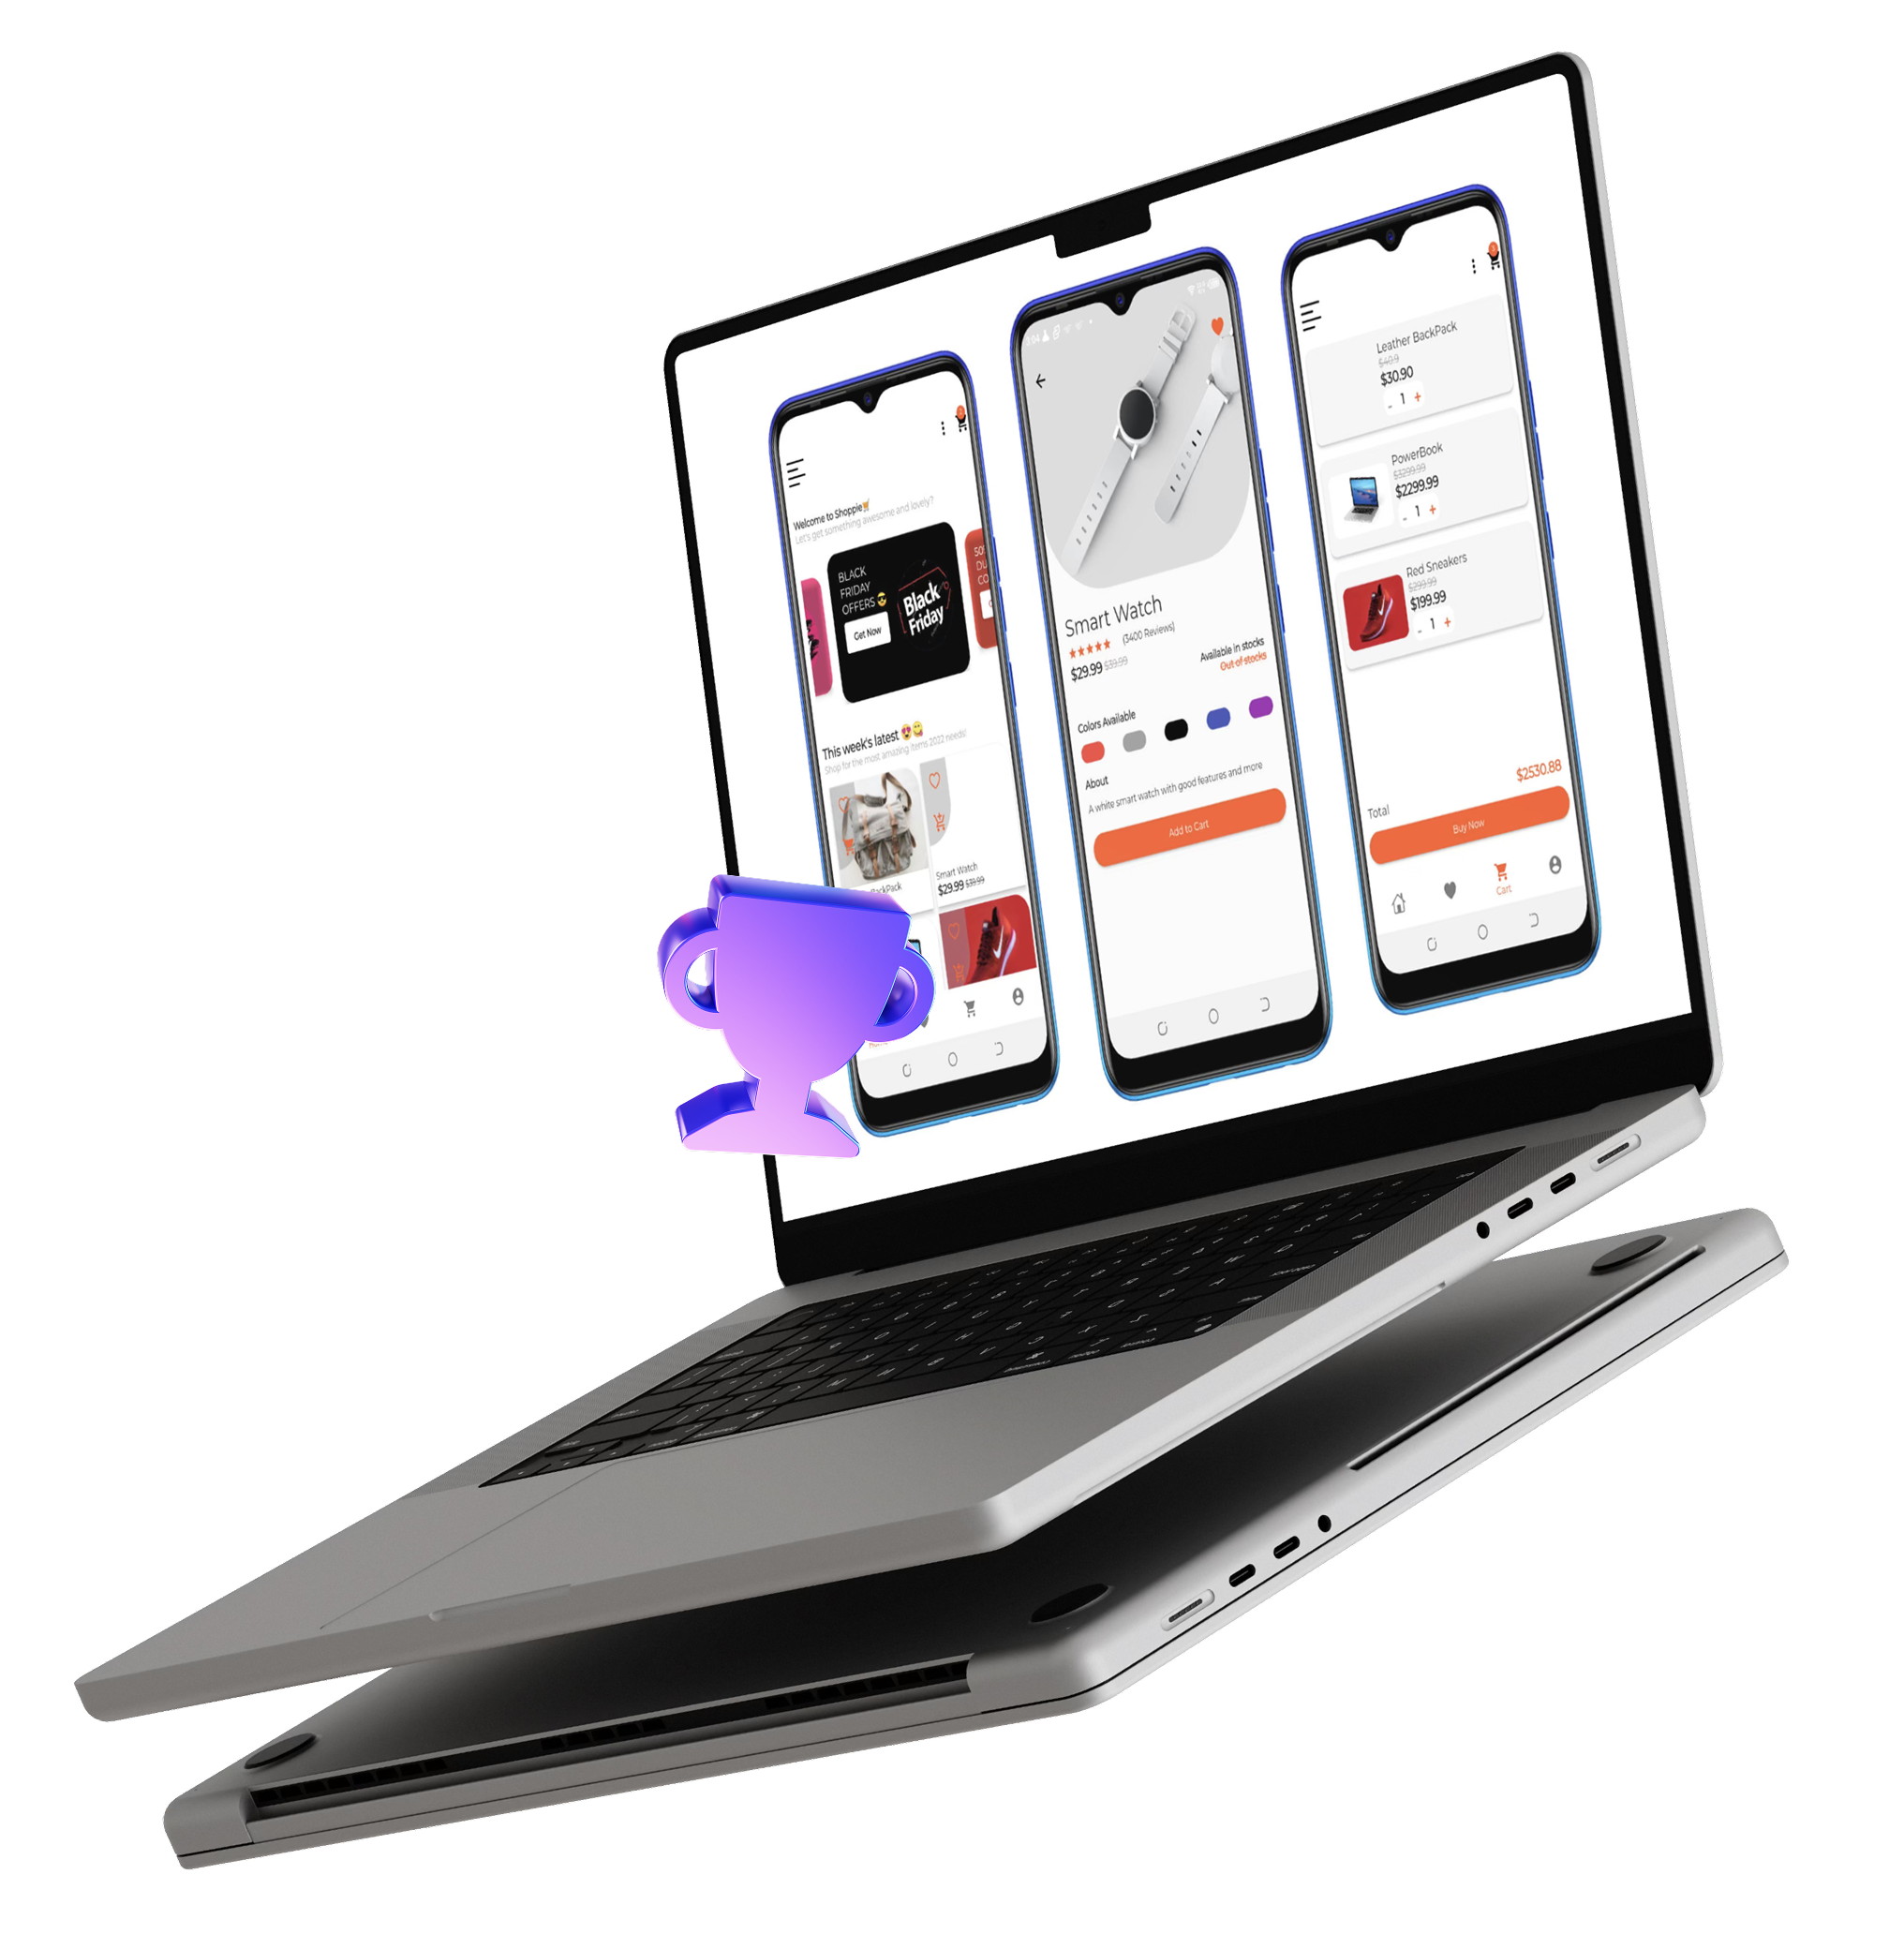 Welcome to Shoppie🛒
Let's get something awesome and lovely?
BLACK
FRIDAY
OFFERS 😎
Get Now
Black
Friday
This week's latest 😍😋
Shop for the most amazing items 2022 needs!
BackPack
Smart Watch
$29.99 $39.99
Smart Watch
(3400 Reviews)
$29.99 $39.99
Available in stocks
Out of stocks
Colors Available
About
A white smart watch with good features and more
Add to Cart
Leather BackPack
$40.9
$30.90
- 1 +
PowerBook
$3299.99
$2299.99
- 1 +
Red Sneakers
$299.99
$199.99
- 1 +
$2530.88
Total
Buy Now
Cart